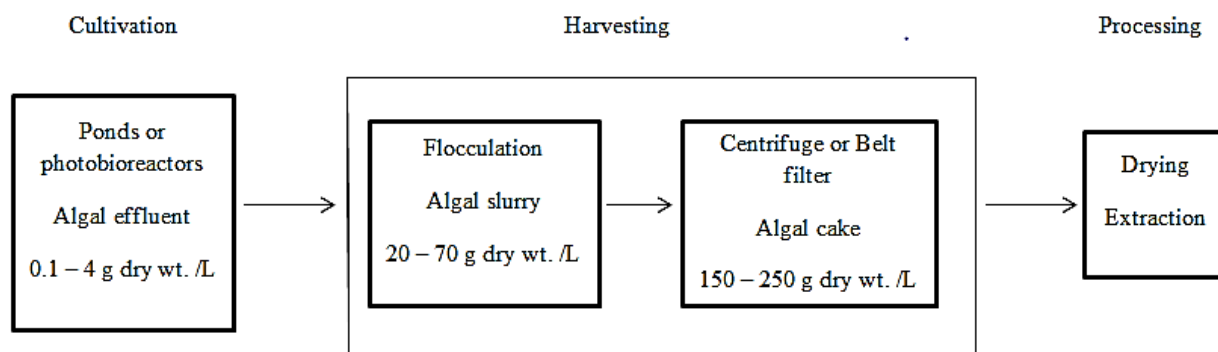 Cultivation
Harvesting
Processing
Ponds or
photobioreactors
Algal effluent
0.1 – 4 g dry wt. /L
Flocculation
Algal slurry
20 – 70 g dry wt. /L
Centrifuge or Belt
filter
Algal cake
150 – 250 g dry wt. /L
Drying
Extraction